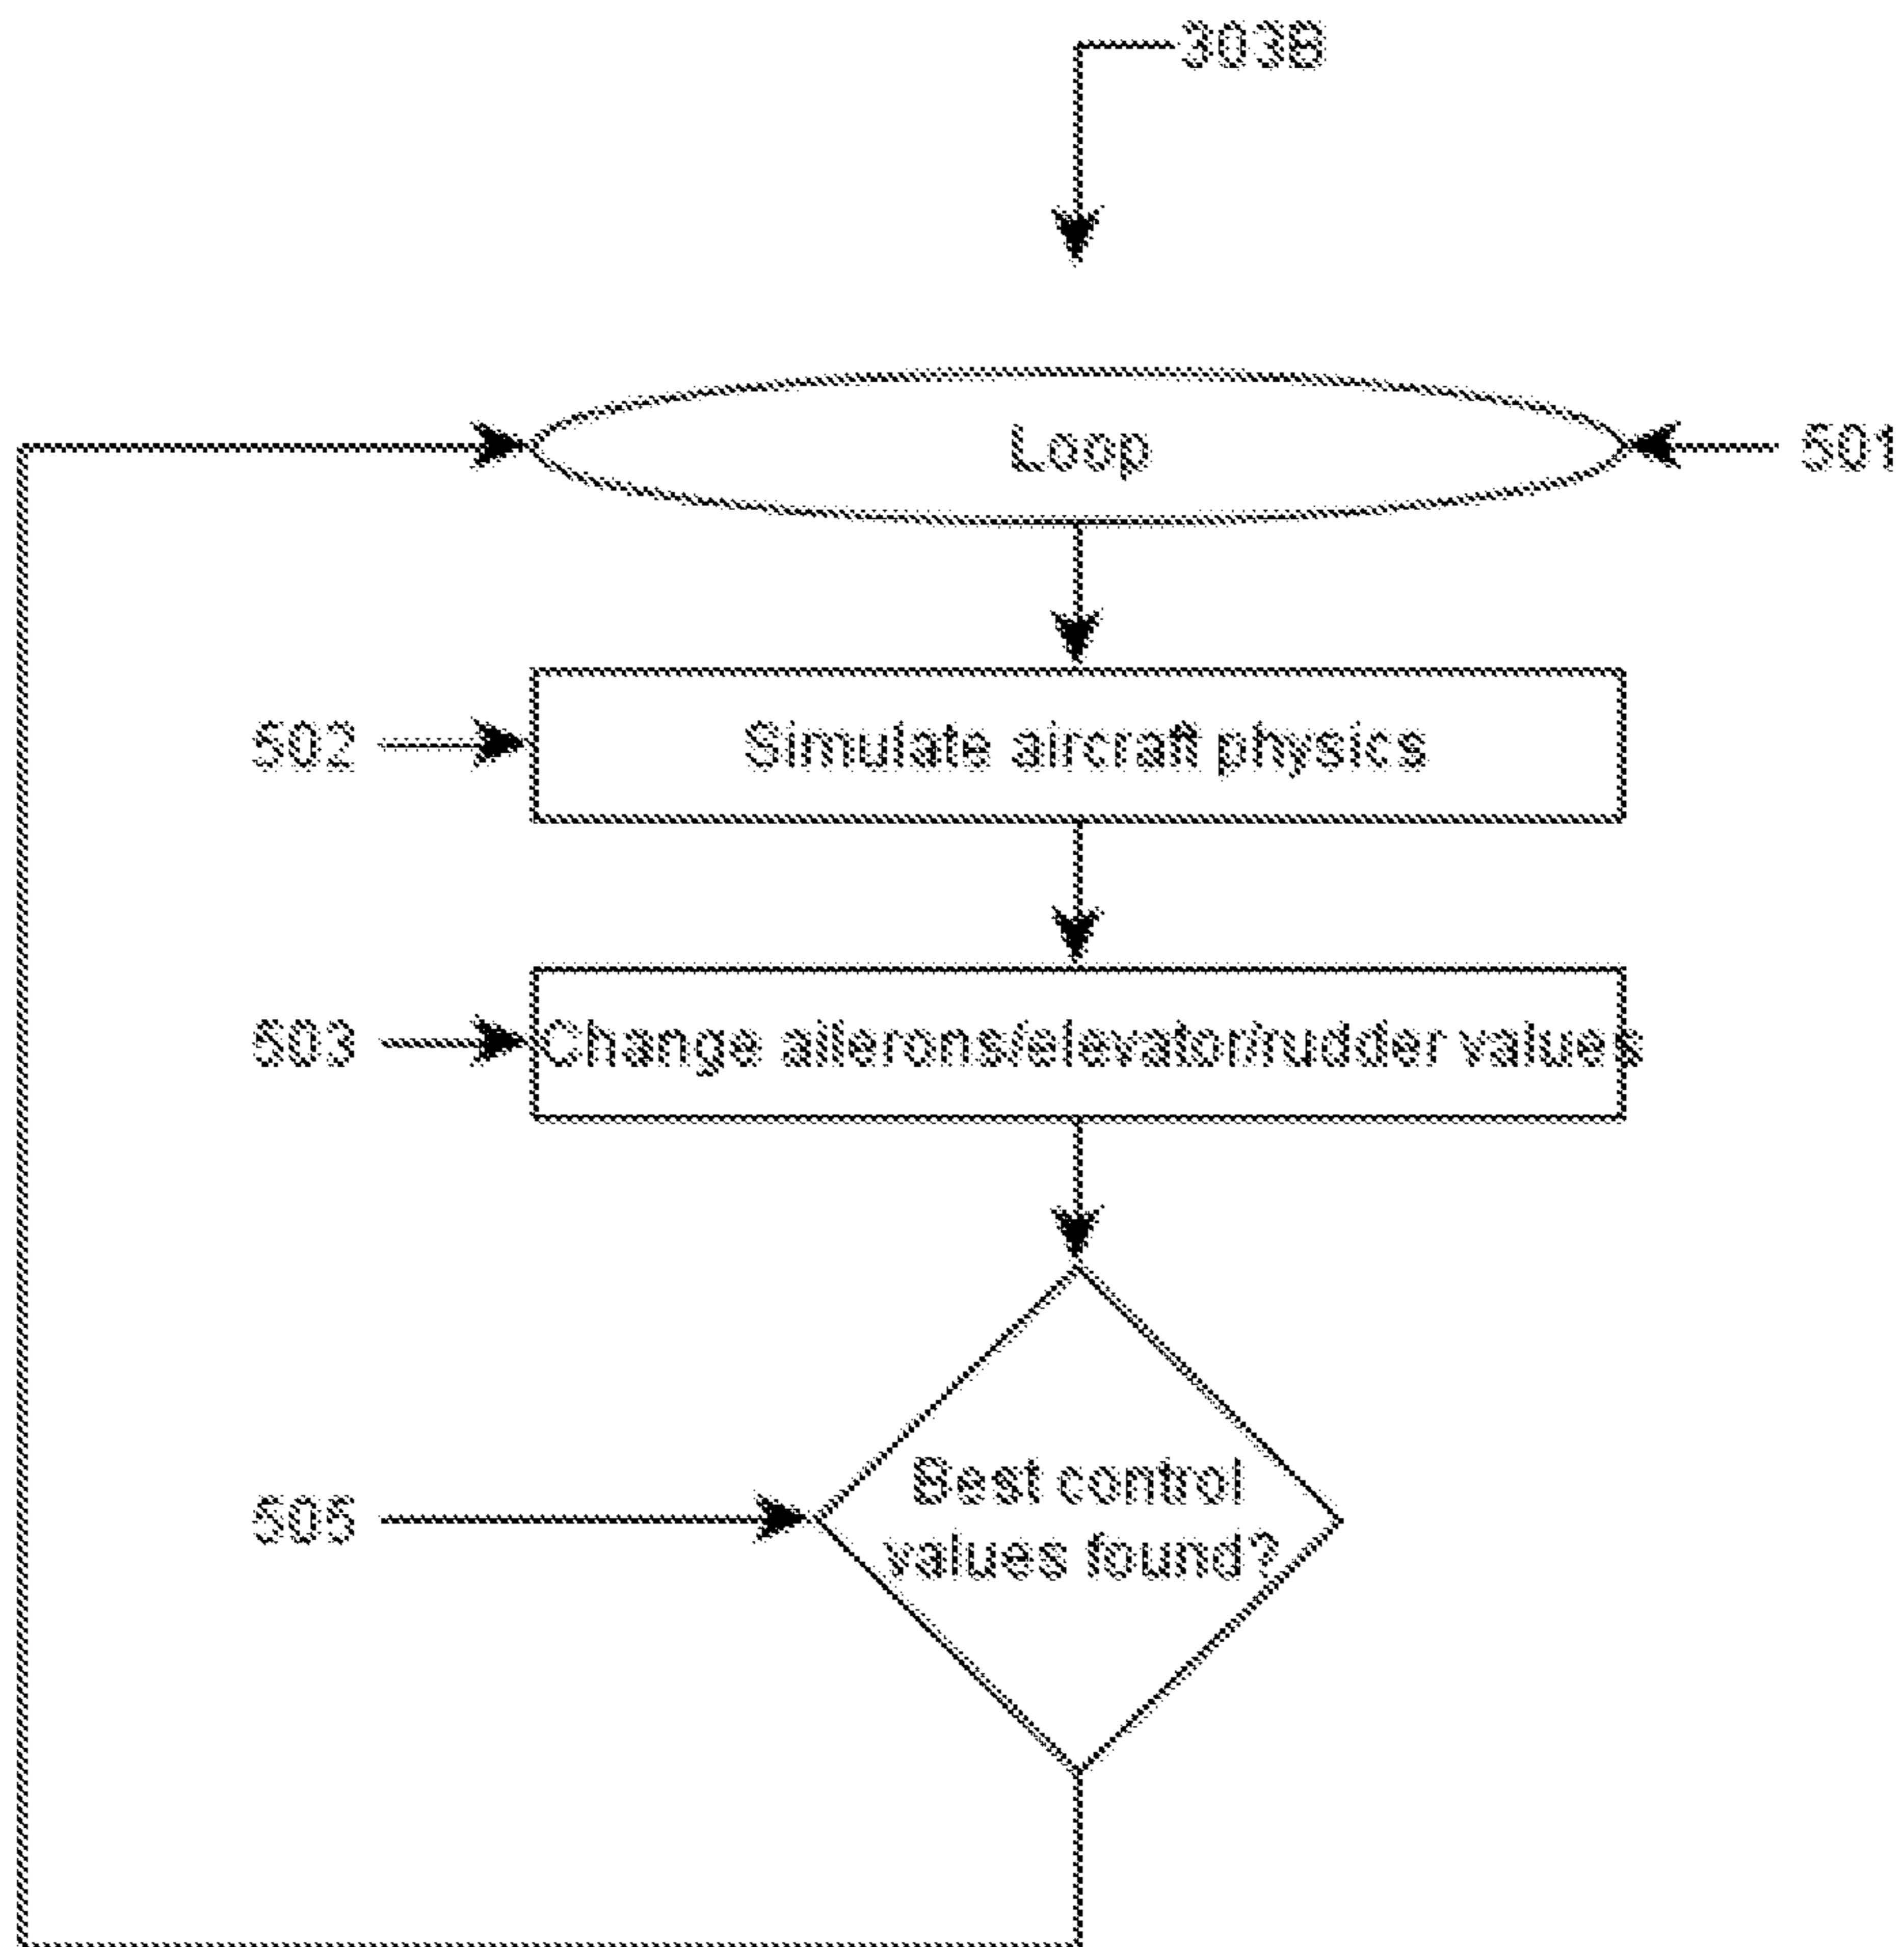 303B
Loop
501
502
Simulate aircraft physics
503
Change ailerons/elevator/rudder values
505
Best control
values found?